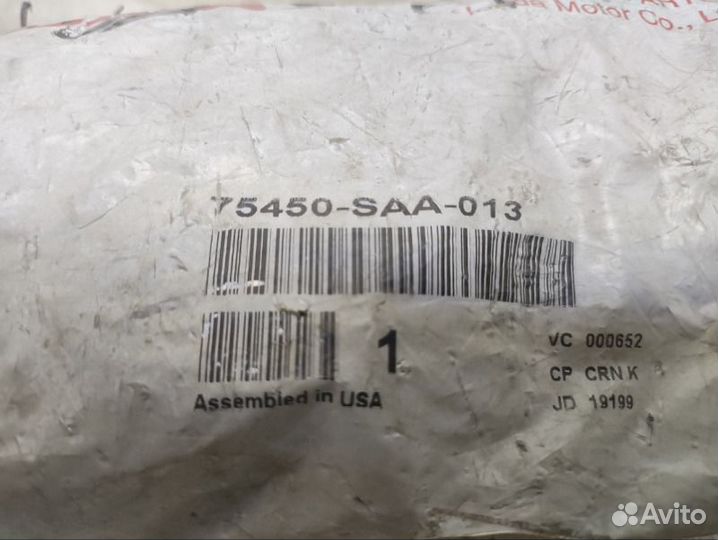 Motor Co., L
75450-SAA-013
1
VC 000652
CP CRN K
Assembled in USA
JD 19199
Avito